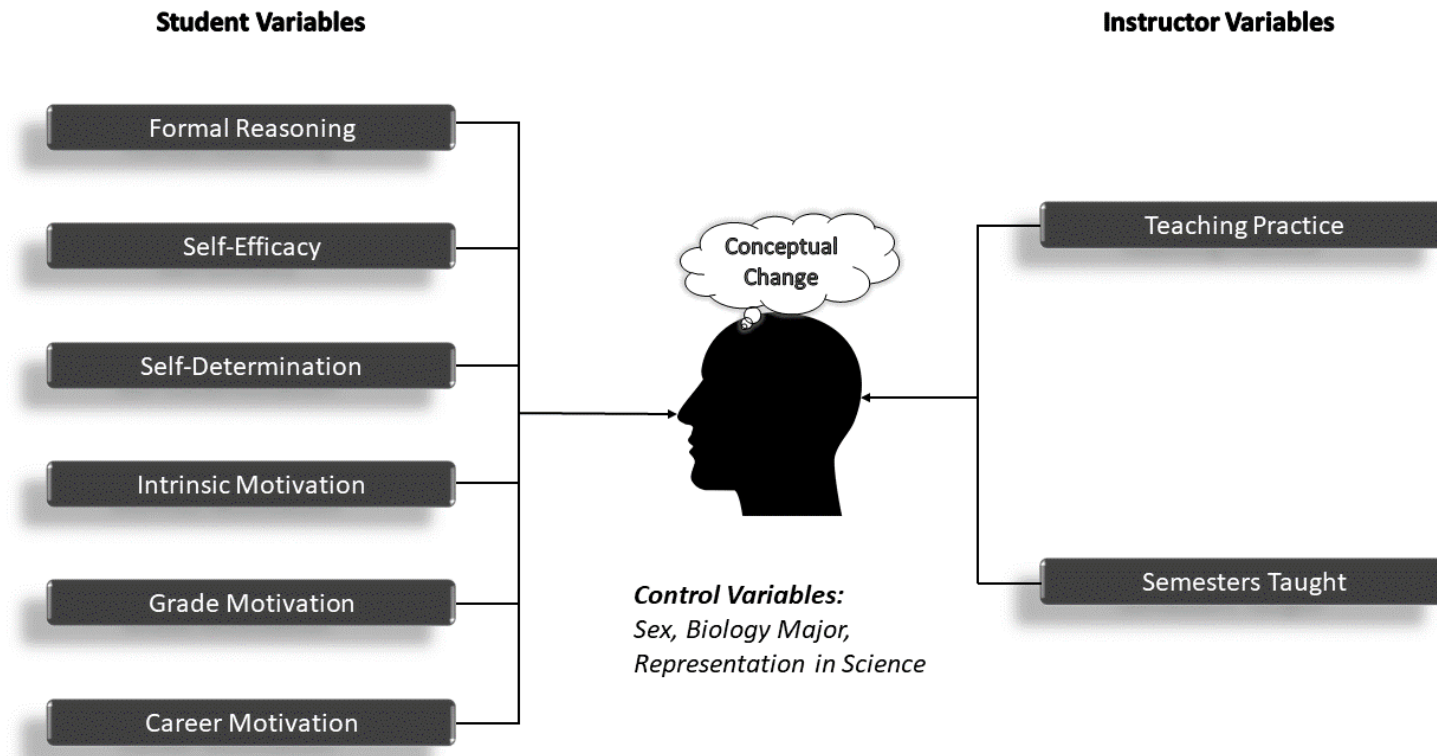 Student Variables
Instructor Variables
Formal Reasoning
Self-Efficacy
Self-Determination
Intrinsic Motivation
Grade Motivation
Career Motivation
Conceptual
Change
Control Variables:
Sex, Biology Major,
Representation in Science
Teaching Practice
Semesters Taught